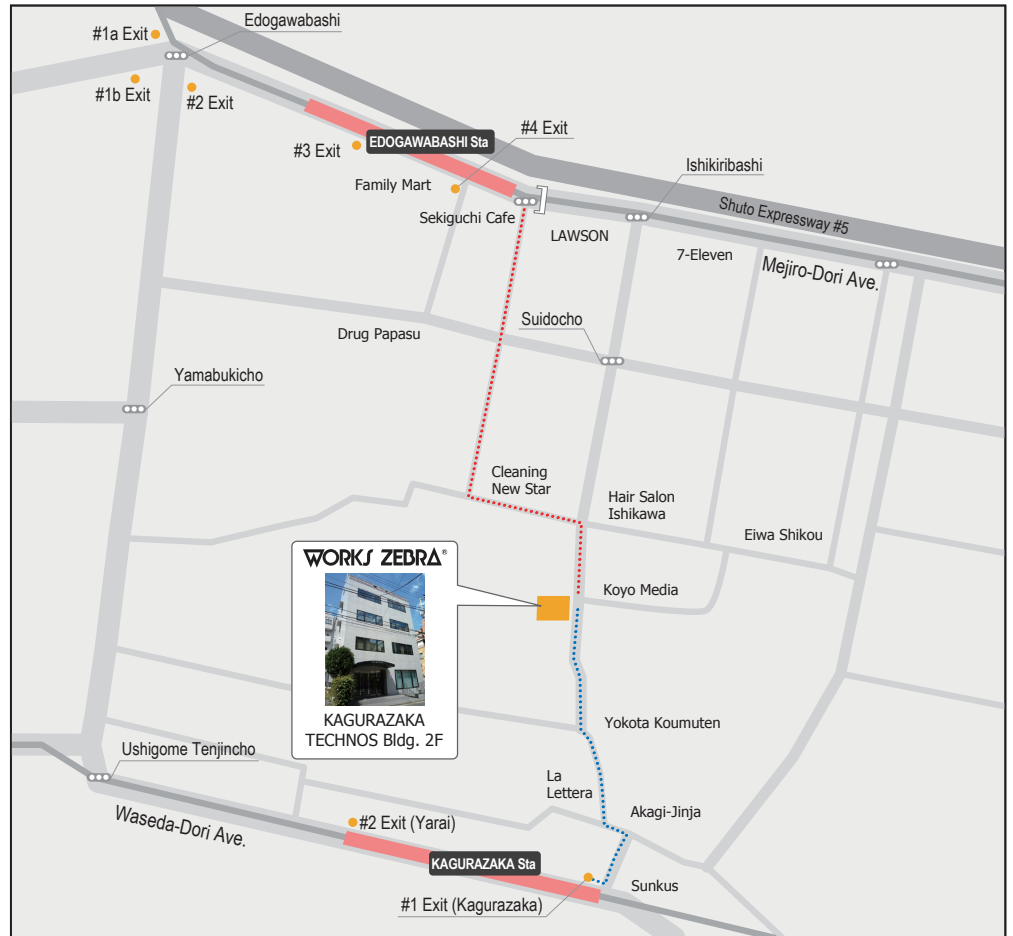 Edogawabashi
#1a Exit
#1b Exit
#2 Exit
#3 Exit
EDOGAWABASHI Sta
#4 Exit
Family Mart
Sekiguchi Cafe
LAWSON
Ishikiribashi
Shuto Expressway #5
7-Eleven
Mejiro-Dori Ave.
Drug Papasu
Suidocho
Yamabukicho
Cleaning
New Star
Hair Salon
Ishikawa
Eiwa Shikou
WORKS ZEBRA®
KAGURAZAKA
TECHNOS Bldg. 2F
Koyo Media
Yokota Koumuten
Ushigome Tenjincho
La
Lettera
Akagi-Jinja
Waseda-Dori Ave.
#2 Exit (Yarai)
KAGURAZAKA Sta
#1 Exit (Kagurazaka)
Sunkus